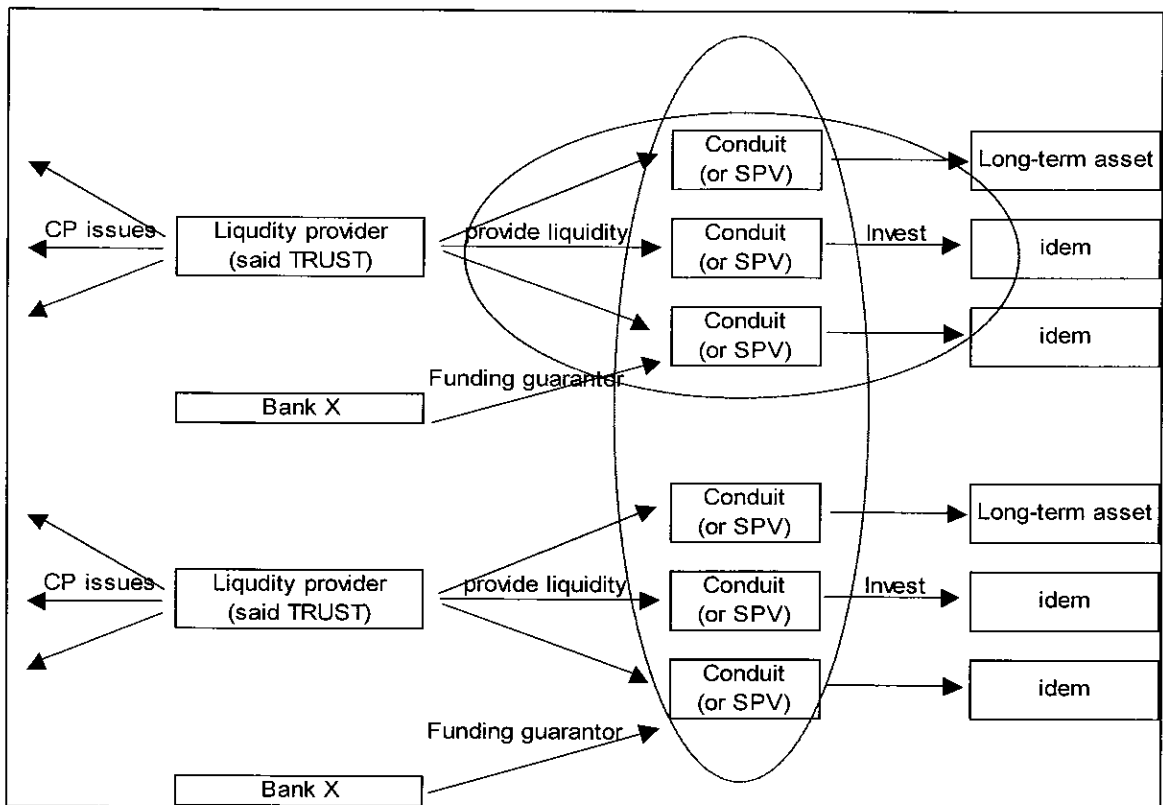 Conduit
(or SPV)
Long-term asset
CP issues
Liqudity provider
(said TRUST)
provide liquidity
Conduit
(or SPV)
Invest
idem
Conduit
(or SPV)
idem
Funding guarantor
Bank X
Conduit
(or SPV)
Long-term asset
CP issues
Liqudity provider
(said TRUST)
provide liquidity
Conduit
(or SPV)
Invest
idem
Conduit
(or SPV)
idem
Funding guarantor
Bank X